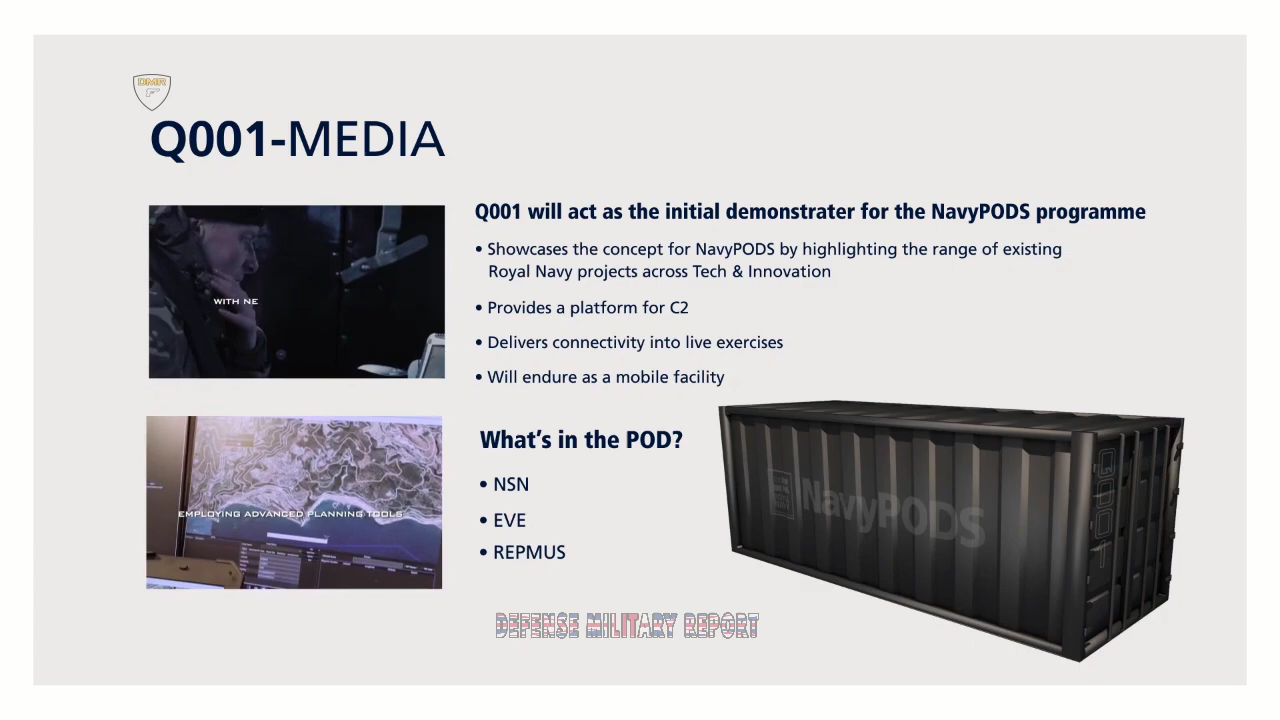 DMR
Q001-MEDIA
WITH NE
Q001 will act as the initial demonstrater for the NavyPODS programme
• Showcases the concept for NavyPODS by highlighting the range of existing
Royal Navy projects across Tech & Innovation
• Provides a platform for C2
• Delivers connectivity into live exercises
• Will endure as a mobile facility
EMPLOYING ADVANCED PLANNING TOOLS
What's in the POD?
• NSN
• EVE
• REPMUS
NavyPODS
Q001
DEFENSE MILITARY REPORT